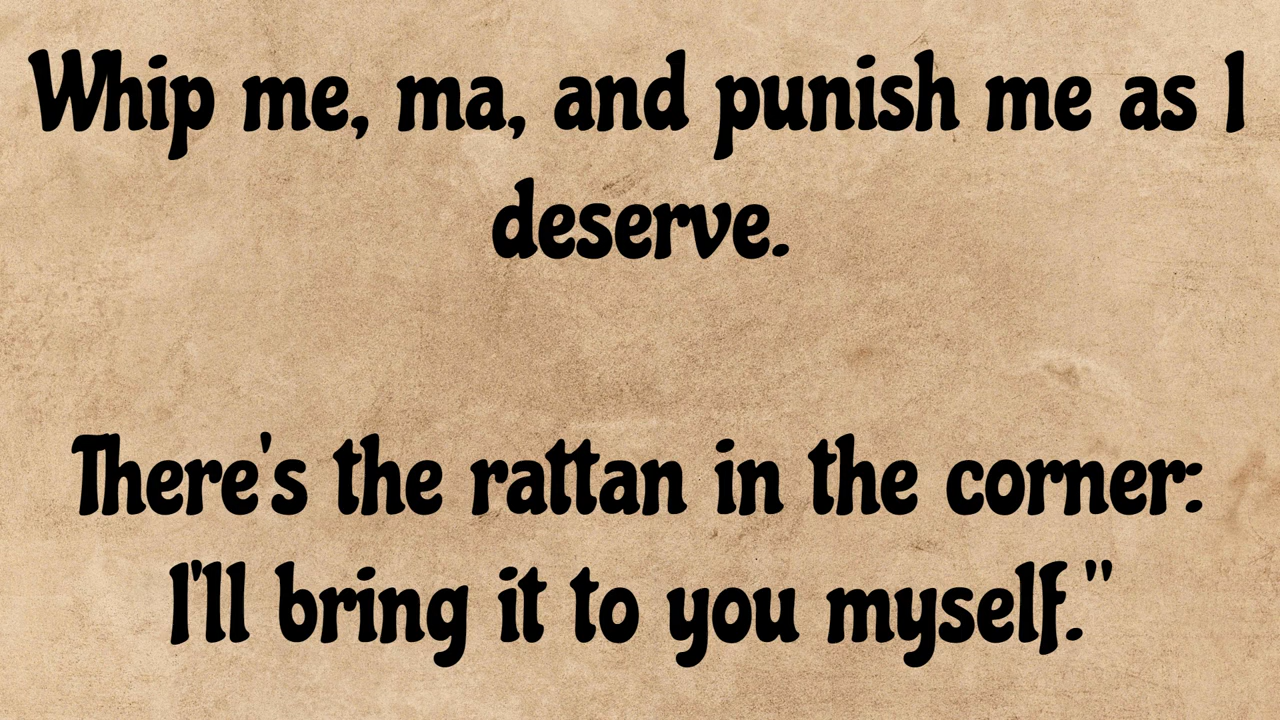 Whip me, ma, and punish me as I
deserve.
There's the rattan in the corner:
I'll bring it to you myself."